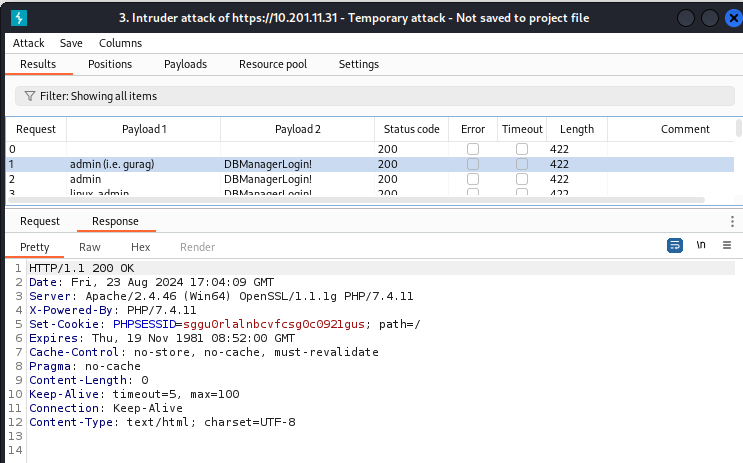 3. Intruder attack of https://10.201.11.31 - Temporary attack - Not saved to project file
Attack Save Columns
Results Positions Payloads Resource pool Settings
Filter: Showing all items
Request Payload 1 Payload 2 Status code Error Timeout Length Comment
0 200 422
1 admin (i.e. gurag) DBManagerLogin! 200 422
2 admin DBManagerLogin! 200 422
3 linux_admin DBManagerLogin! 200 422
Request Response
Pretty Raw Hex Render \n
1 HTTP/1.1 200 OK
2 Date: Fri, 23 Aug 2024 17:04:09 GMT
3 Server: Apache/2.4.46 (Win64) OpenSSL/1.1.1g PHP/7.4.11
4 X-Powered-By: PHP/7.4.11
5 Set-Cookie: PHPSESSID=sggu0rlalnbcvfcsg0c0921gus; path=/
6 Expires: Thu, 19 Nov 1981 08:52:00 GMT
7 Cache-Control: no-store, no-cache, must-revalidate
8 Pragma: no-cache
9 Content-Length: 0
10 Keep-Alive: timeout=5, max=100
11 Connection: Keep-Alive
12 Content-Type: text/html; charset=UTF-8
13
14